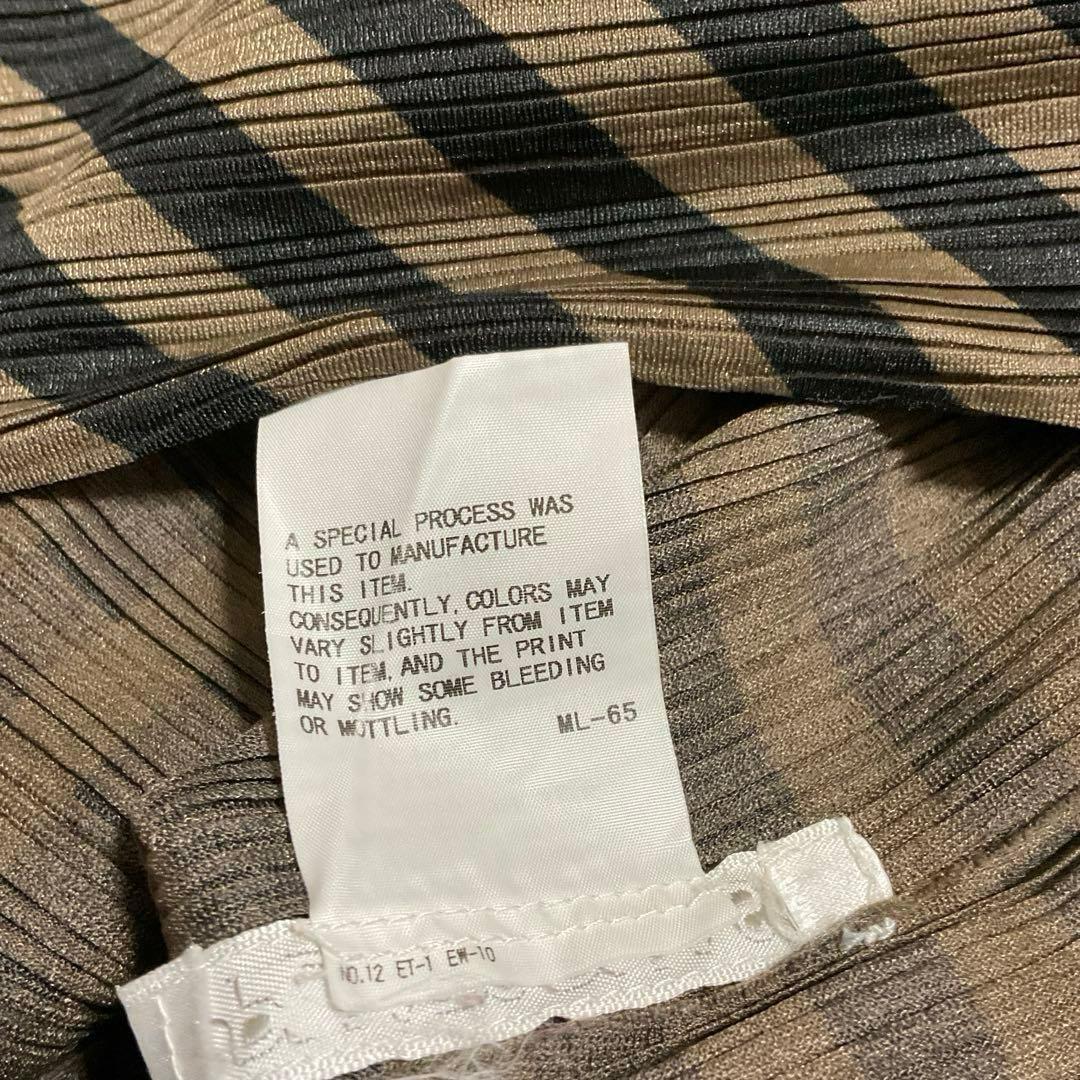 A SPECIAL PROCESS WAS
USED TO MANUFACTURE
THIS ITEM.
CONSEQUENTLY, COLORS MAY
VARY SLIGHTLY FROM ITEM
TO ITEM, AND THE PRINT
MAY SHOW SOME BLEEDING
OR MOTTLING. ML-65
NO.12 ET-1 EW-10